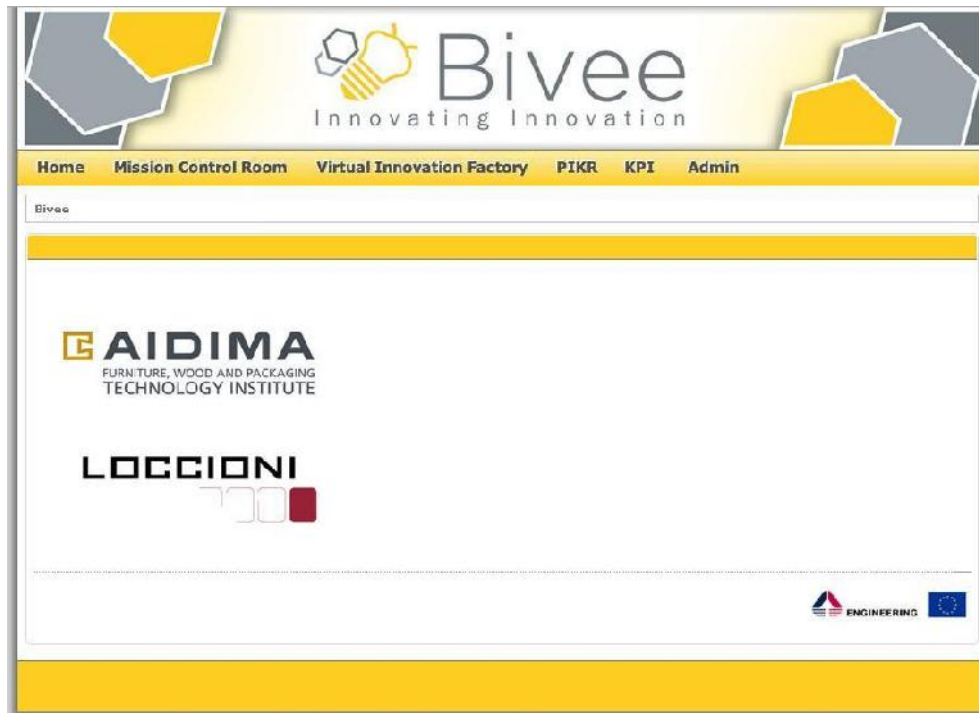 Bivee
Innovating Innovation
Home Mission Control Room Virtual Innovation Factory PIKR KPI Admin
Bivee
AIDIMA
FURNITURE, WOOD AND PACKAGING
TECHNOLOGY INSTITUTE
LOCCIONI
ENGINEERING